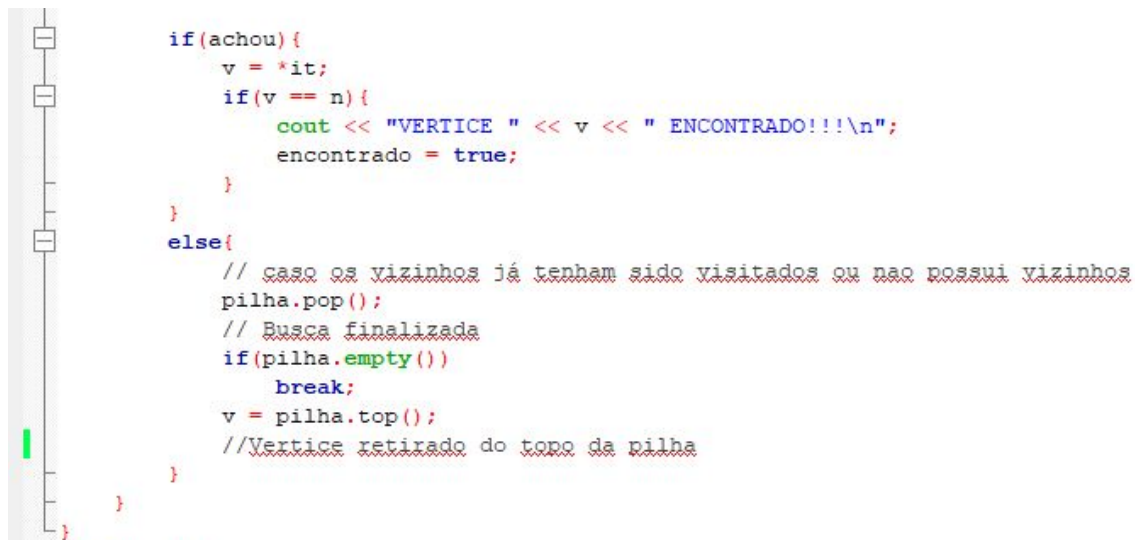 if(achou){
v = *it;
if(v == n){
cout << "VERTICE " << v << " ENCONTRADO!!!\n";
encontrado = true;
}
}
else{
// caso os vizinhos já tenham sido visitados ou nao possui vizinhos
pilha.pop();
// Busca finalizada
if(pilha.empty())
break;
v = pilha.top();
//Vertice retirado do topo da pilha
}
}
}